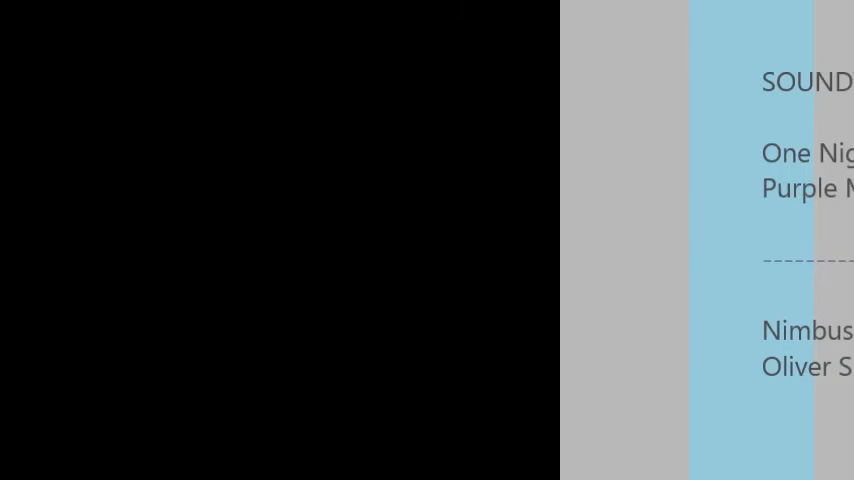 SOUND
One Nig
Purple M
---------
Nimbus
Oliver S